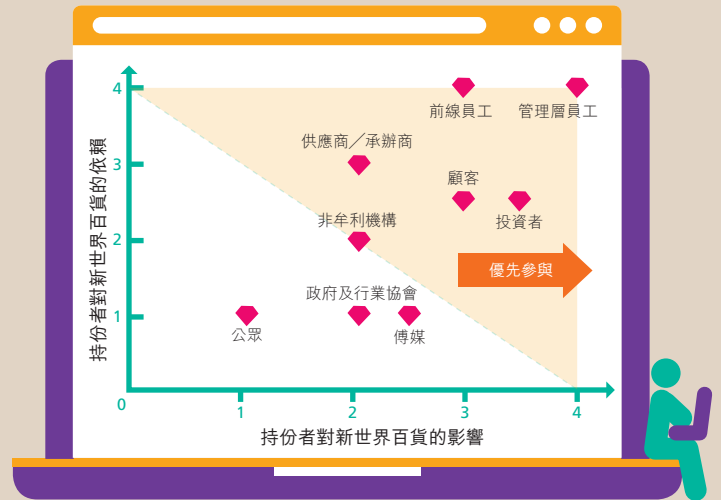 4
前線員工
管理層員工
供應商／承辦商
3
顧客
投資者
非牟利機構
2
優先參與
政府及行業協會
1
公眾
傅媒
0
1
2
3
4
持份者對新世界百貨的依賴
持份者對新世界百貨的影響